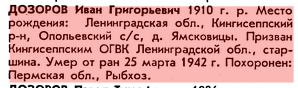 ДОЗОРОВ Иван Григорьевич 1910 г. р. Место
рождения: Ленинградская обл., Кингисеппский
р-н, Опольевский с/с, д. Ямсковицы. Призван
Кингисеппским ОГВК Ленинградской обл., стар-
шина. Умер от ран 25 марта 1942 г. Похоронен:
Пермская обл., Рыбхоз.